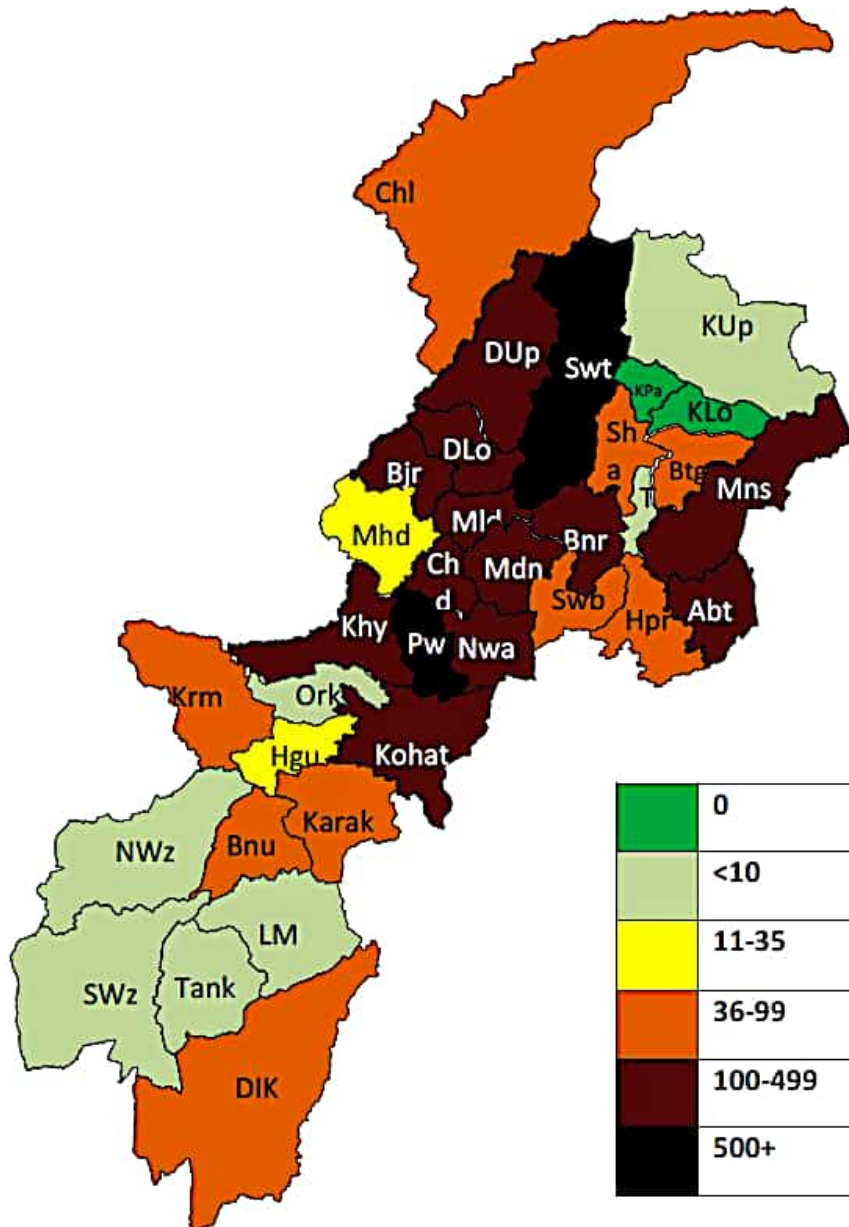 Chl
KUp
DUp
Swt
KPa
KLo
Sh
a
DLo
Btg
Bjr
Mns
T
Mld
Mhd
Bnr
Ch
d
Mdn
Swb
Abt
Hpr
Khy
Pw
Nwa
Ork
Krm
Hgu
Kohat
Karak
Bnu
NWz
LM
Tank
SWz
DIK
0
<10
11-35
36-99
100-499
500+